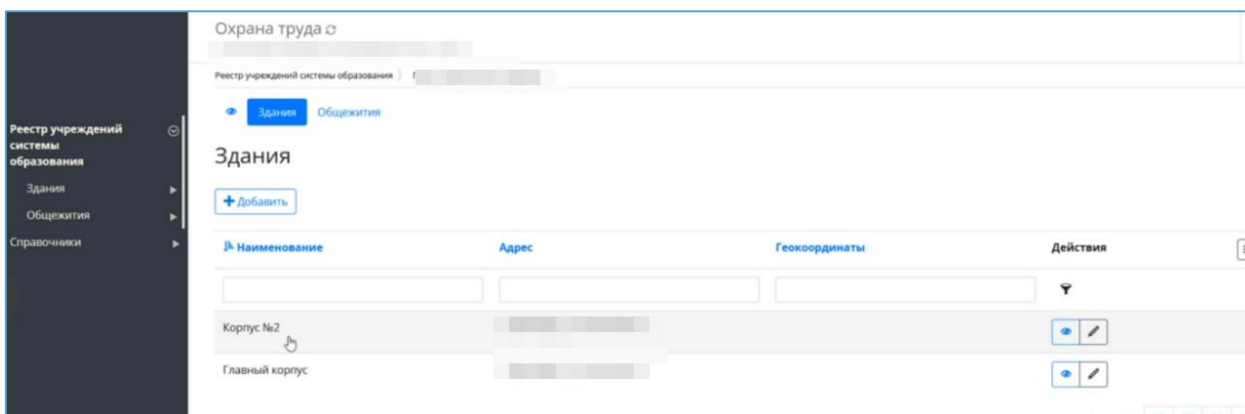 Охрана труда
Реестр учреждений системы образования
Здания Общежития
Реестр учреждений
системы
образования
Здания
Общежития
Справочники
Здания
Добавить
Наименование Адрес Геокоординаты Действия
Корпус №2
Главный корпус